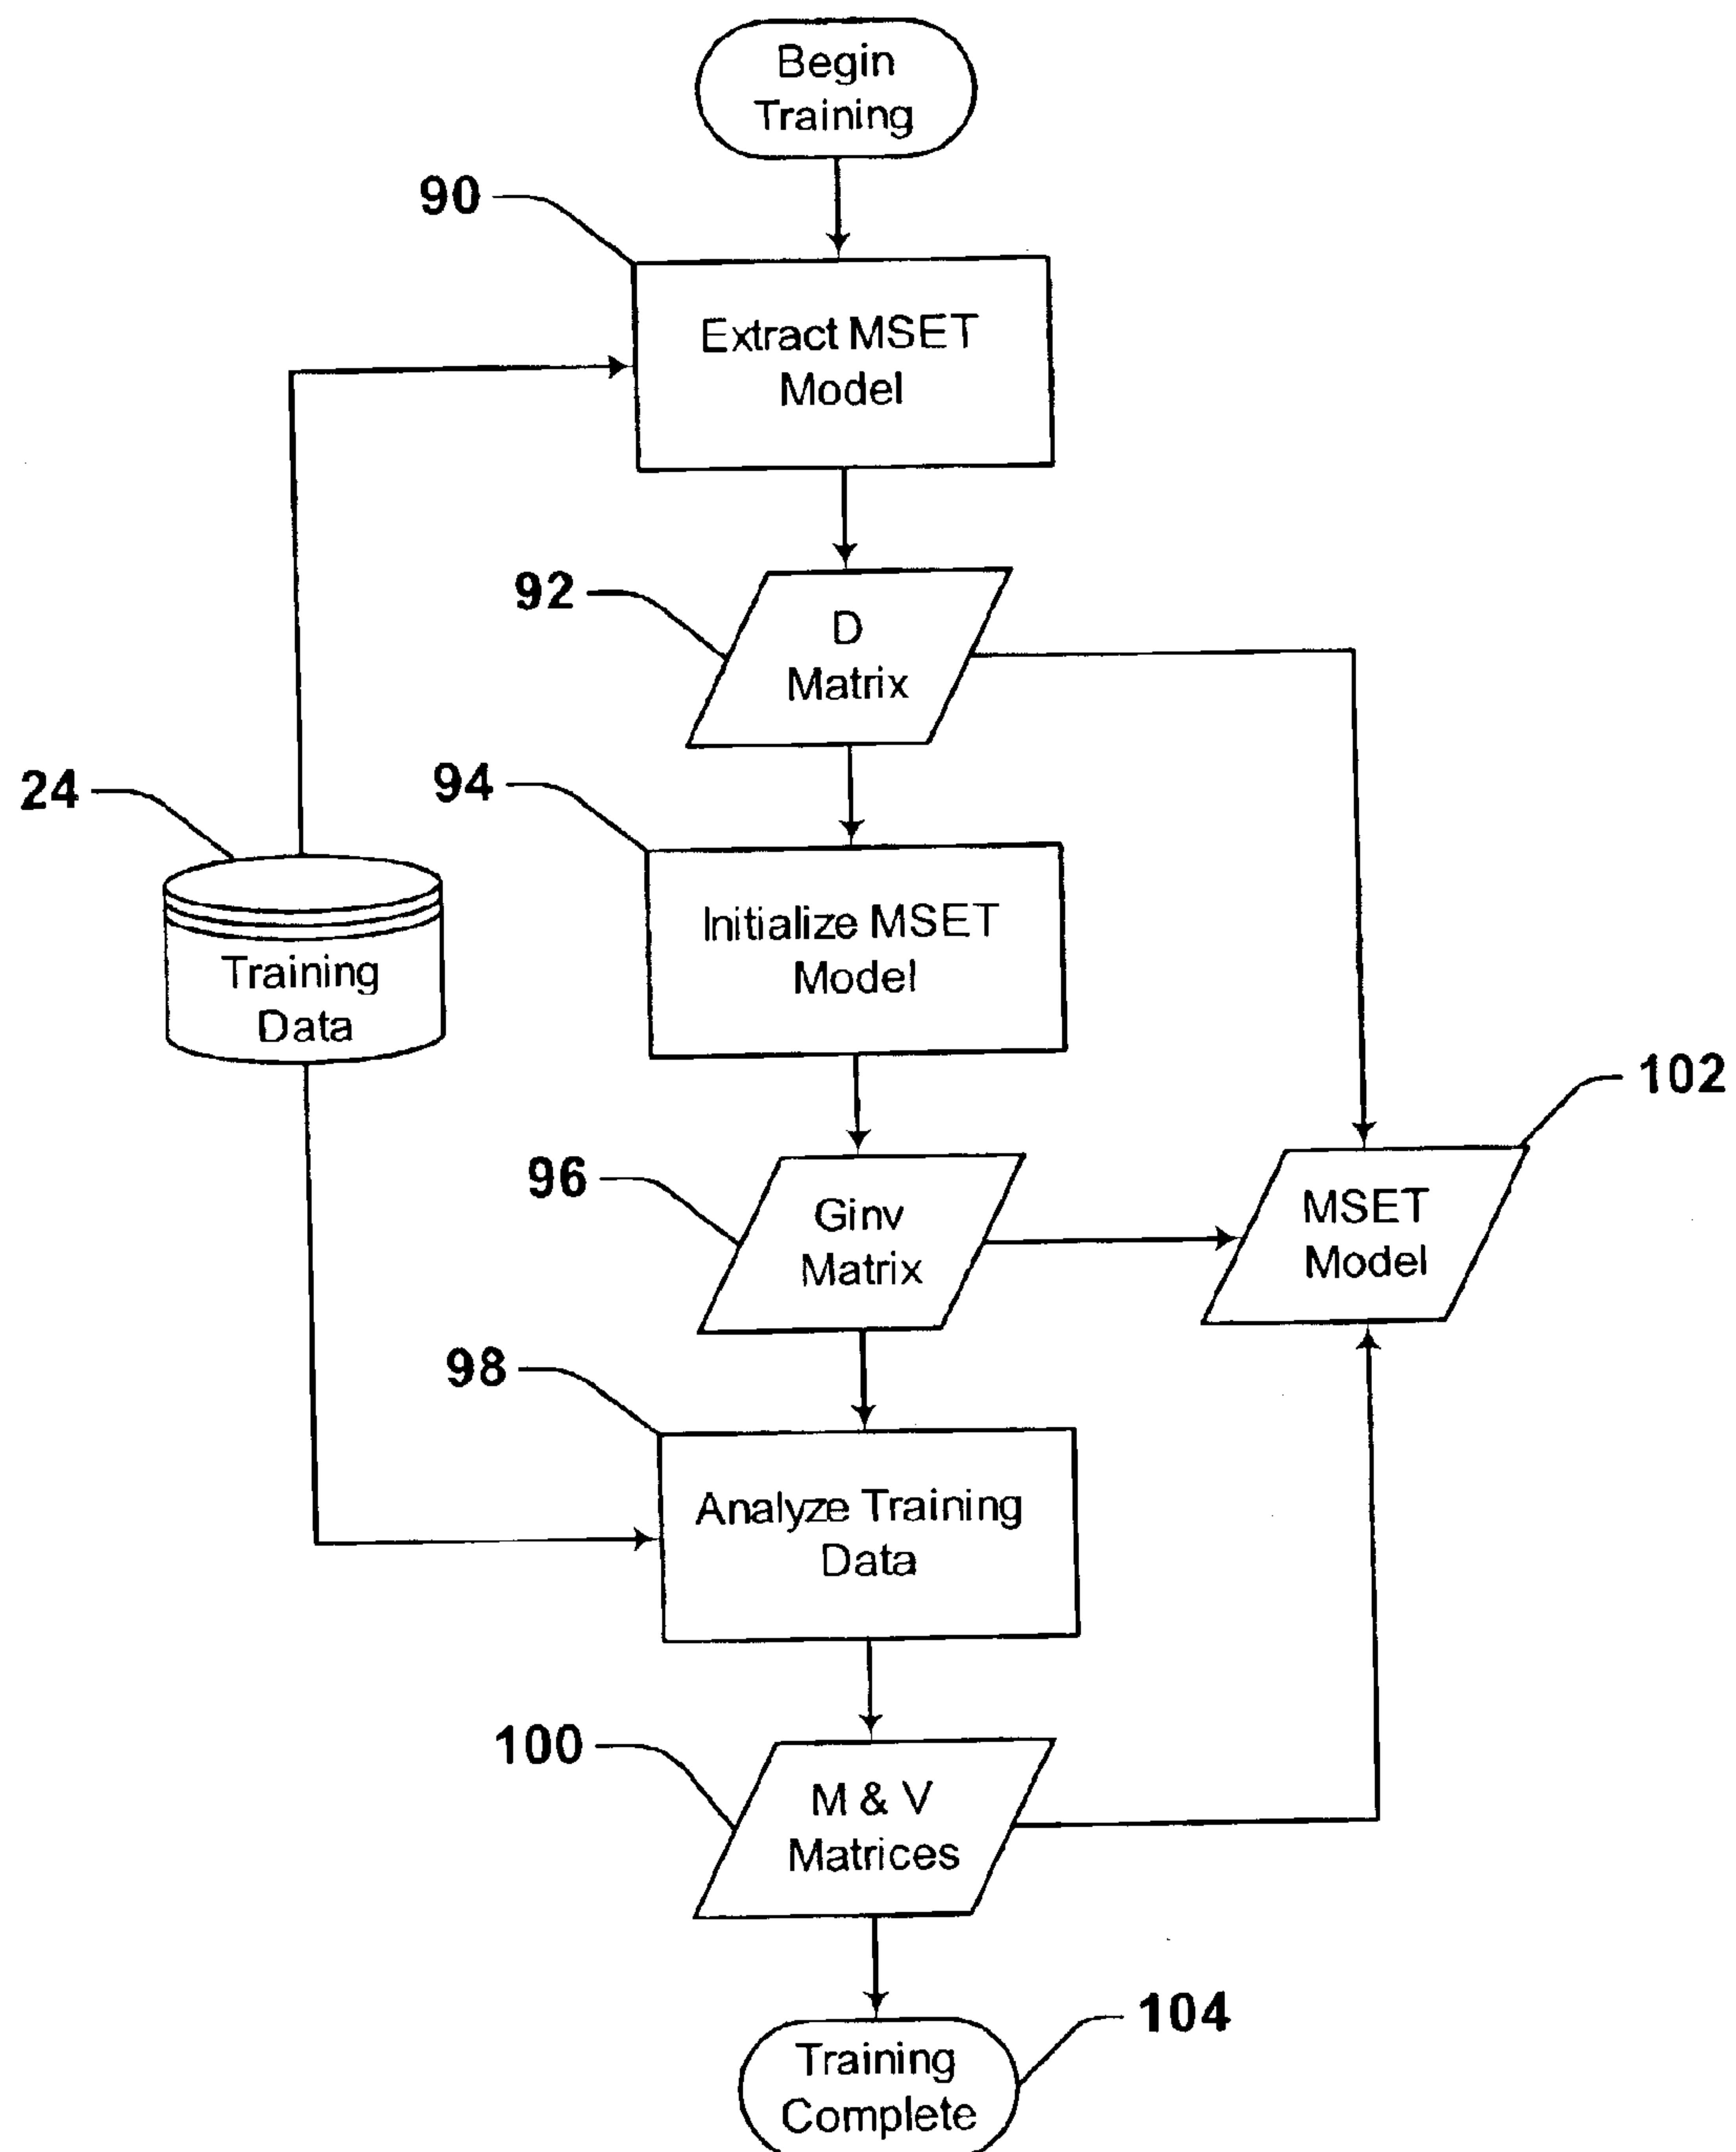 Begin
Training
90
Extract MSET
Model
92
D
Matrix
24
Training
Data
94
Initialize MSET
Model
102
MSET
Model
96
Ginv
Matrix
98
Analyze Training
Data
100
M & V
Matrices
104
Training
Complete